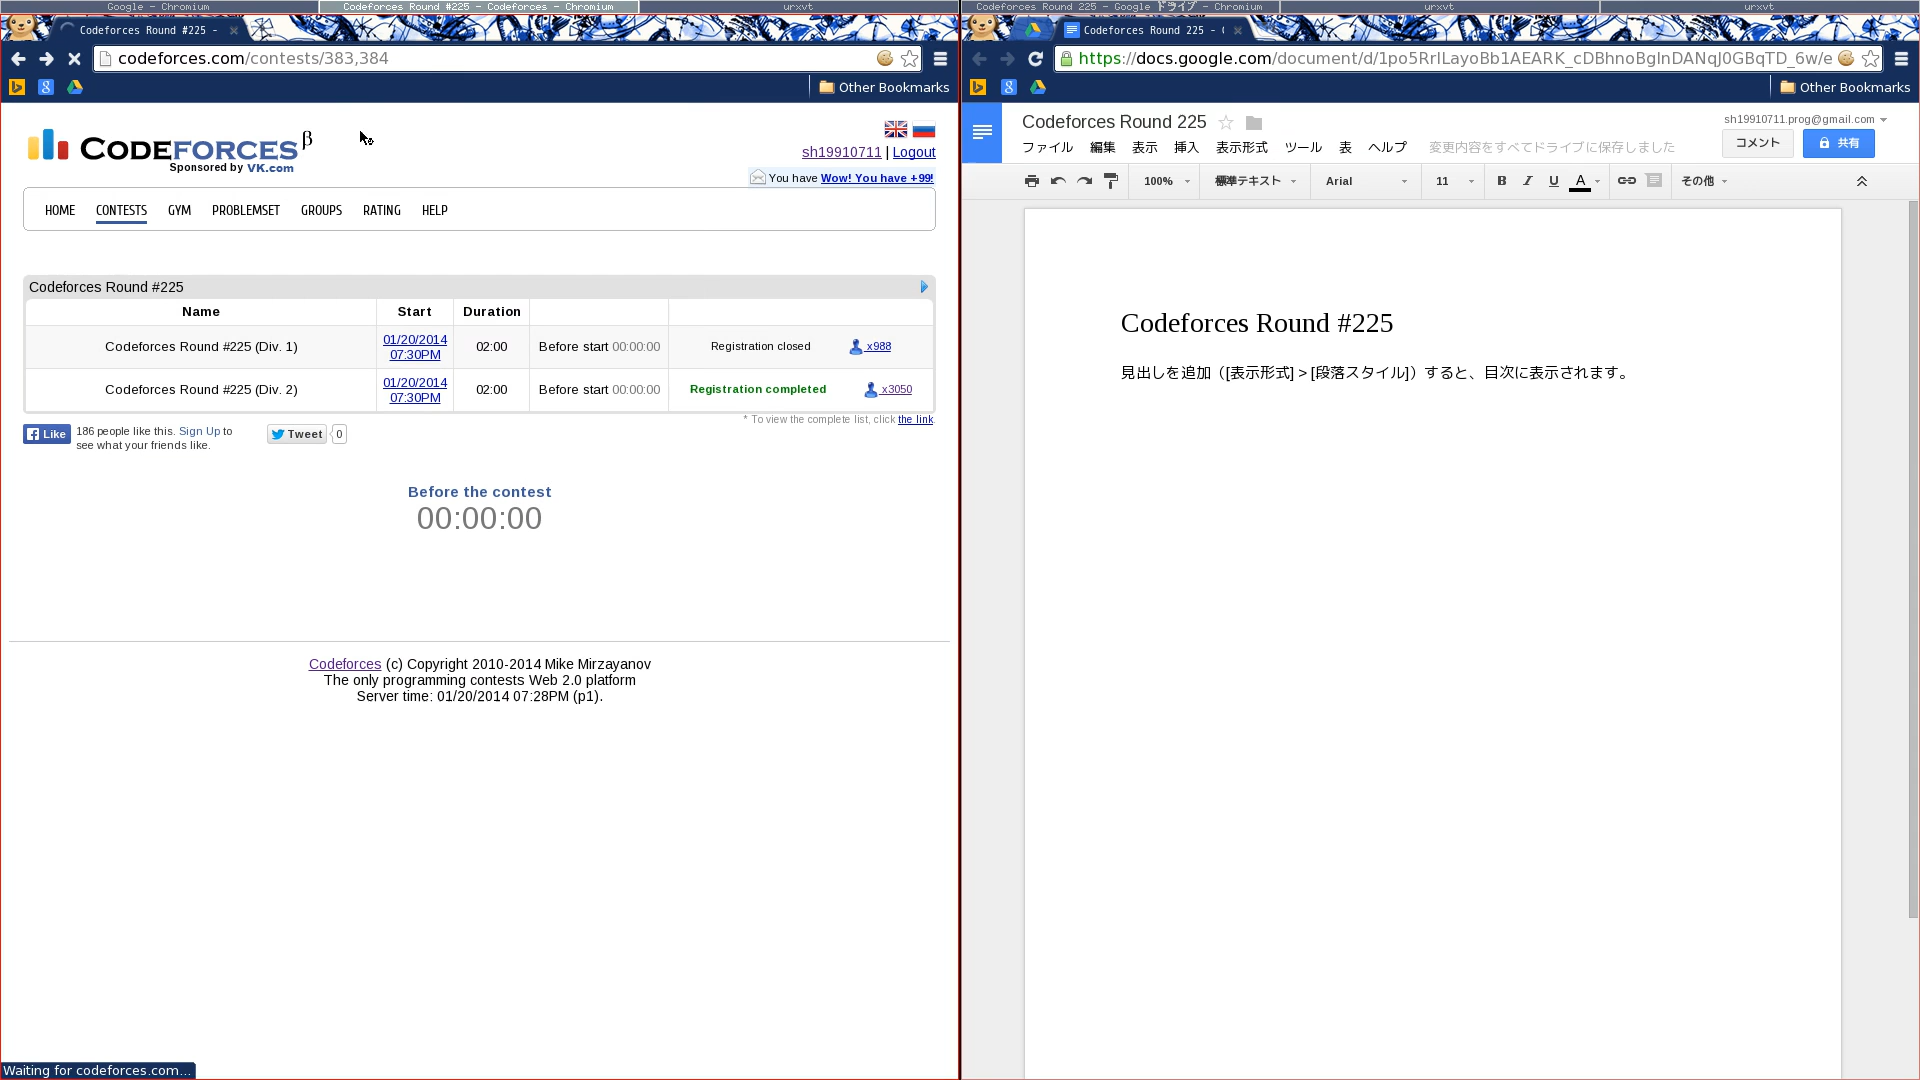 Google - Chromium
Codeforces Round #225 - Codeforces - Chromium
urxvt
Codeforces Round 225 - Google ドライブ - Chromium
urxvt
urxvt
Codeforces Round #225 -
codeforces.com/contests/383,384
Other Bookmarks
CODEFORCES β
Sponsored by VK.com
sh19910711 | Logout
You have Wow! You have +99!
HOME CONTESTS GYM PROBLEMSET GROUPS RATING HELP
Codeforces Round #225
Name Start Duration
Codeforces Round #225 (Div. 1) 01/20/2014 07:30PM 02:00 Before start 00:00:00 Registration closed x988
Codeforces Round #225 (Div. 2) 01/20/2014 07:30PM 02:00 Before start 00:00:00 Registration completed x3050
* To view the complete list, click the link.
Like 186 people like this. Sign Up to
see what your friends like.
Tweet 0
Before the contest
00:00:00
Codeforces (c) Copyright 2010-2014 Mike Mirzayanov
The only programming contests Web 2.0 platform
Server time: 01/20/2014 07:28PM (p1).
Waiting for codeforces.com...
Codeforces Round 225 - (
https://docs.google.com/document/d/1po5RrlLayoBb1AEARK_cDBhnoBgInDANqJ0GBqTD_6w/e
Other Bookmarks
Codeforces Round 225
sh19910711.prog@gmail.com
ファイル 編集 表示 挿入 表示形式 ツール 表 ヘルプ 変更内容をすべてドライブに保存しました
コメント 共有
100% 標準テキスト Arial 11 B I U A その他
Codeforces Round #225
見出しを追加（[表示形式] > [段落スタイル]）すると、目次に表示されます。